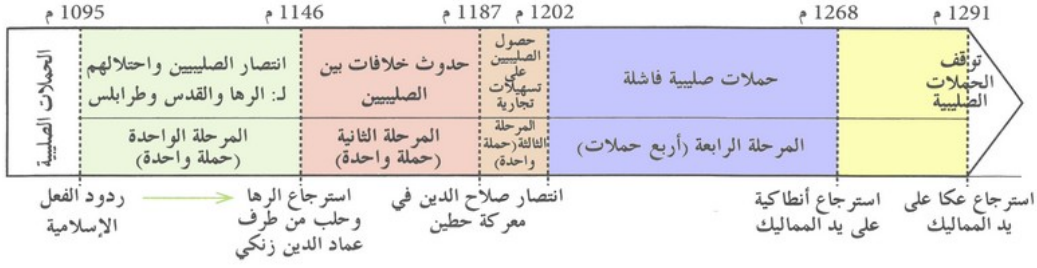 1095 م
1146 م
1187 م
1202 م
1268 م
1291 م
الحملات الصليبية
انتصار الصليبيين واحتلالهم
لـ: الرها والقدس وطرابلس
المرحلة الواحدة
(حملة واحدة)
حدوث خلافات بين
الصليبيين
المرحلة الثانية
(حملة واحدة)
حصول
الصليبيين
على
تسهيلات
تجارية
المرحلة
الثالثة(حملة
واحدة)
حملات صليبية فاشلة
المرحلة الرابعة (أربع حملات)
توقف
الحملات
الصليبية
ردود الفعل
الإسلامية
استرجاع الرها
وحلب من طرف
عماد الدين زنكي
انتصار صلاح الدين في
معركة حطين
استرجاع أنطاكية
على يد المماليك
استرجاع عكا على
يد المماليك